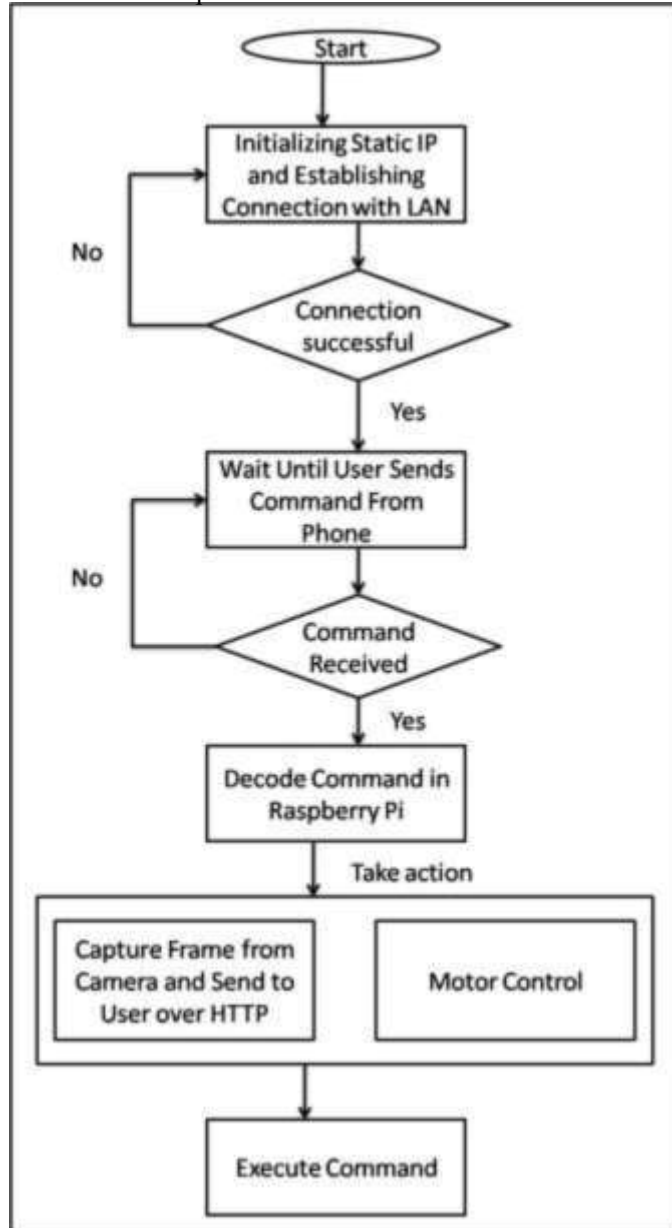 Start
Initializing Static IP
and Establishing
Connection with LAN
No
Connection
successful
Yes
Wait Until User Sends
Command From
Phone
No
Command
Received
Yes
Decode Command in
Raspberry Pi
Take action
Capture Frame from
Camera and Send to
User over HTTP
Motor Control
Execute Command